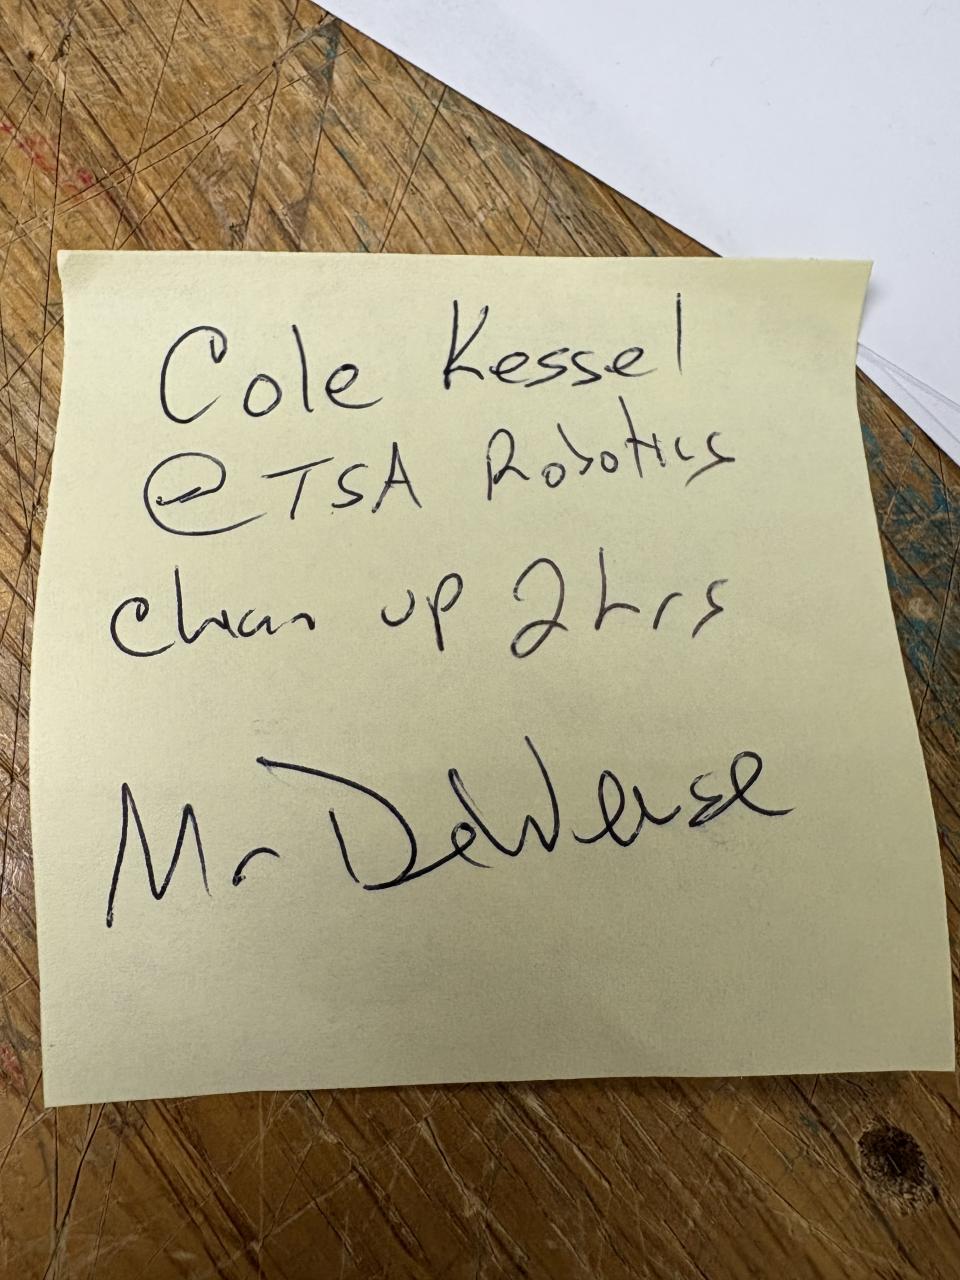 Cole Kessel
@ TSA Robotics
clean up 2hrs
Mr DeWeese